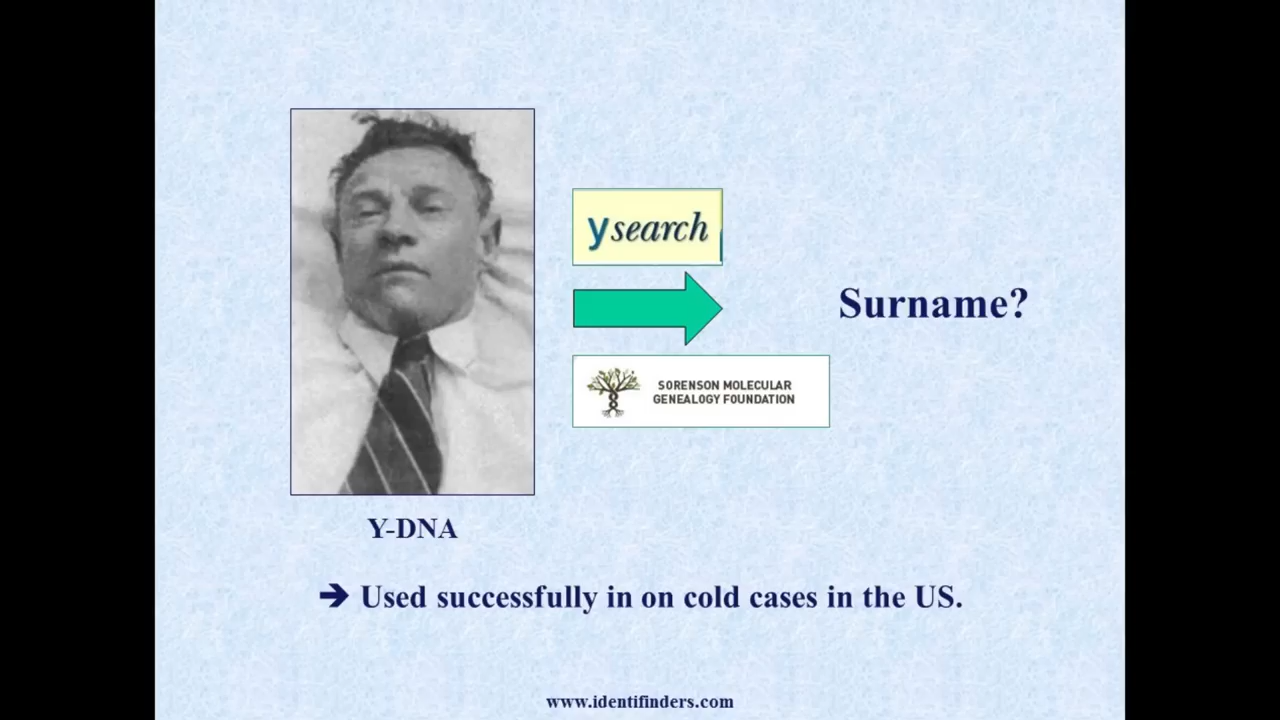 ysearch
Surname?
SORENSON MOLECULAR
GENEALOGY FOUNDATION
Y-DNA
➔ Used successfully in on cold cases in the US.
www.identifinders.com